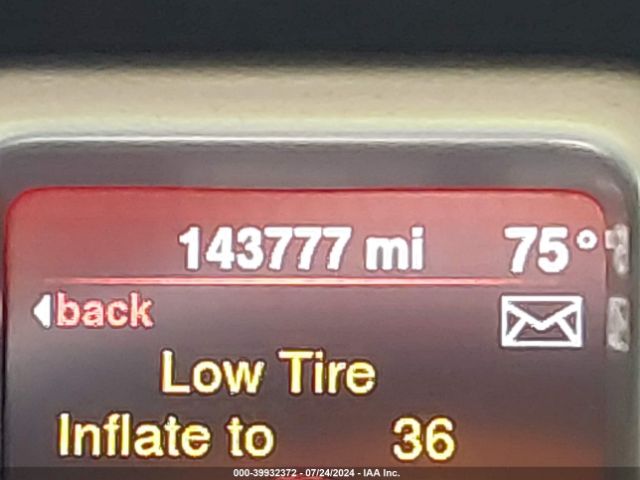 143777 mi 75°
back
Low Tire
Inflate to 36
000-39932372 - 07/24/2024 - IAA Inc.